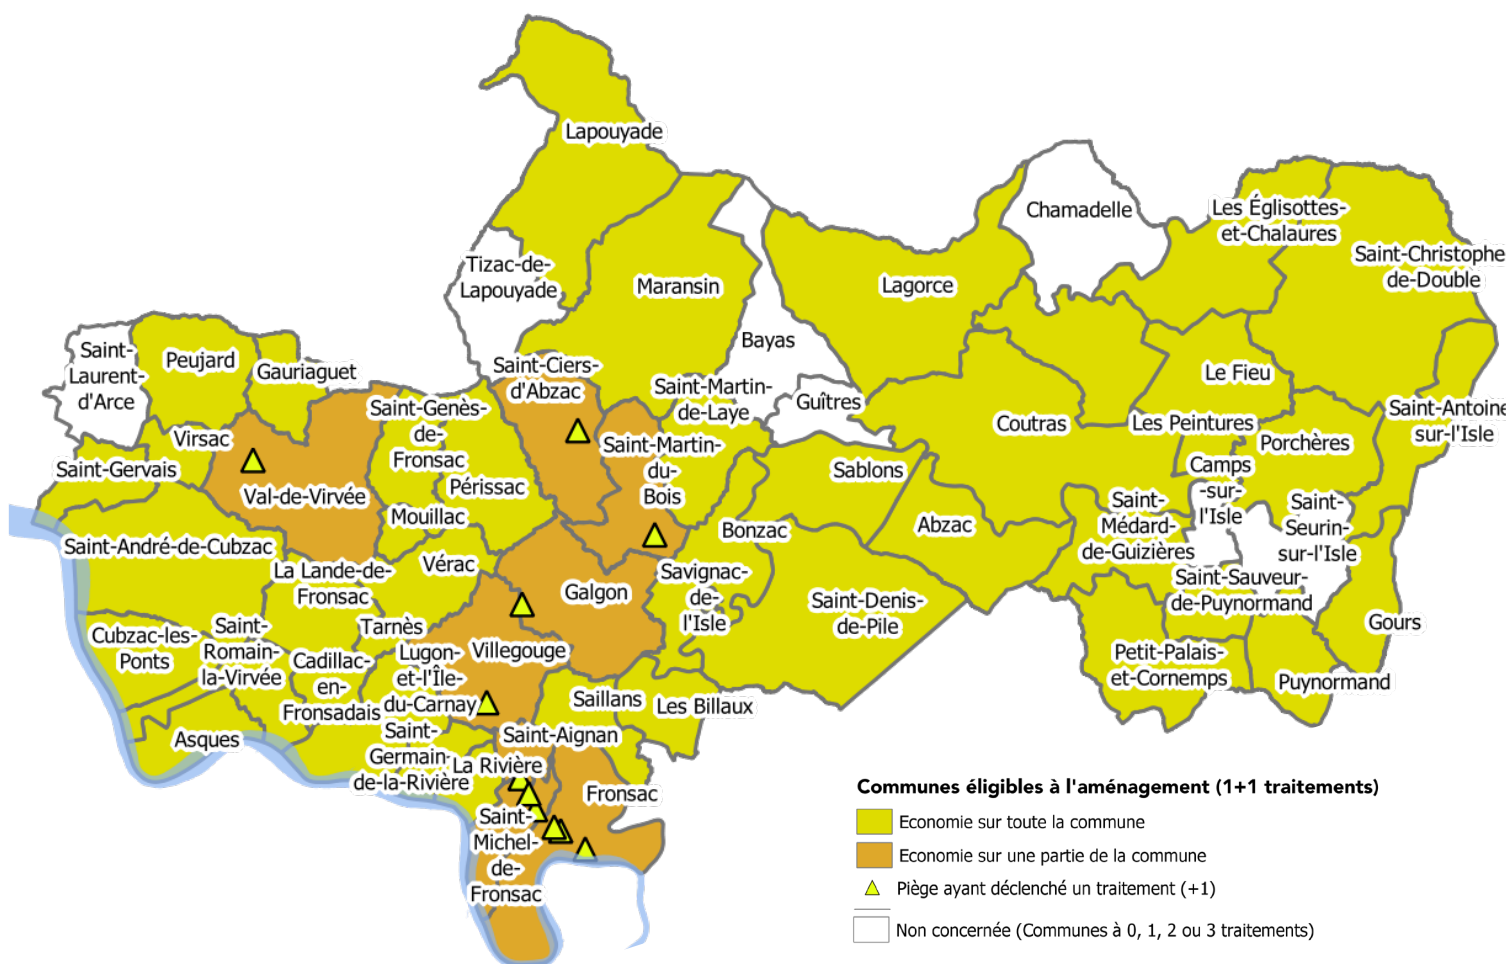 Lapouyade
Chamadelle
Les Églisottes-
et-Chalaures
Saint-Christophe
de-Double
Tizac-de-
Lapouyade
Maransin
Lagorce
Bayas
Saint-
Laurent-
d'Arce
Peujard
Gauriaguet
Saint-Ciers-
d'Abzac
Saint-Martin-
de-Laye
Guîtres
Le Fieu
Saint-Genès-
de-
Fronsac
Coutras
Les Peintures
Saint-Antoine
sur-l'Isle
Virsac
Saint-Gervais
Val-de-Virvée
Périssac
Saint-Martin-
du-
Bois
Sablons
Porchères
Camps
-sur-
l'Isle
Mouillac
Bonzac
Abzac
Saint-
Médard-
de-Guizières
Saint-
Seurin-
sur-l'Isle
Saint-André-de-Cubzac
La Lande-de-
Fronsac
Vérac
Galgon
Savignac-
de-
l'Isle
Saint-Denis-
de-Pile
Saint-Sauveur-
de-Puynormand
Gours
Cubzac-les-
Ponts
Saint-
Romain-
la-Virvée
Tarnès
Cadillac-
en-
Fronsadais
Lugon-
et-l'Île-
du-Carnay
Villegouge
Petit-Palais-
et-Cornemps
Puynormand
Saillans
Les Billaux
Asques
Saint-
Germain-
de-la-Rivière
Saint-Aignan
La Rivière
Fronsac
Saint-
Michel-
de-
Fronsac
Communes éligibles à l'aménagement (1+1 traitements)
Economie sur toute la commune
Economie sur une partie de la commune
Piège ayant déclenché un traitement (+1)
Non concernée (Communes à 0, 1, 2 ou 3 traitements)